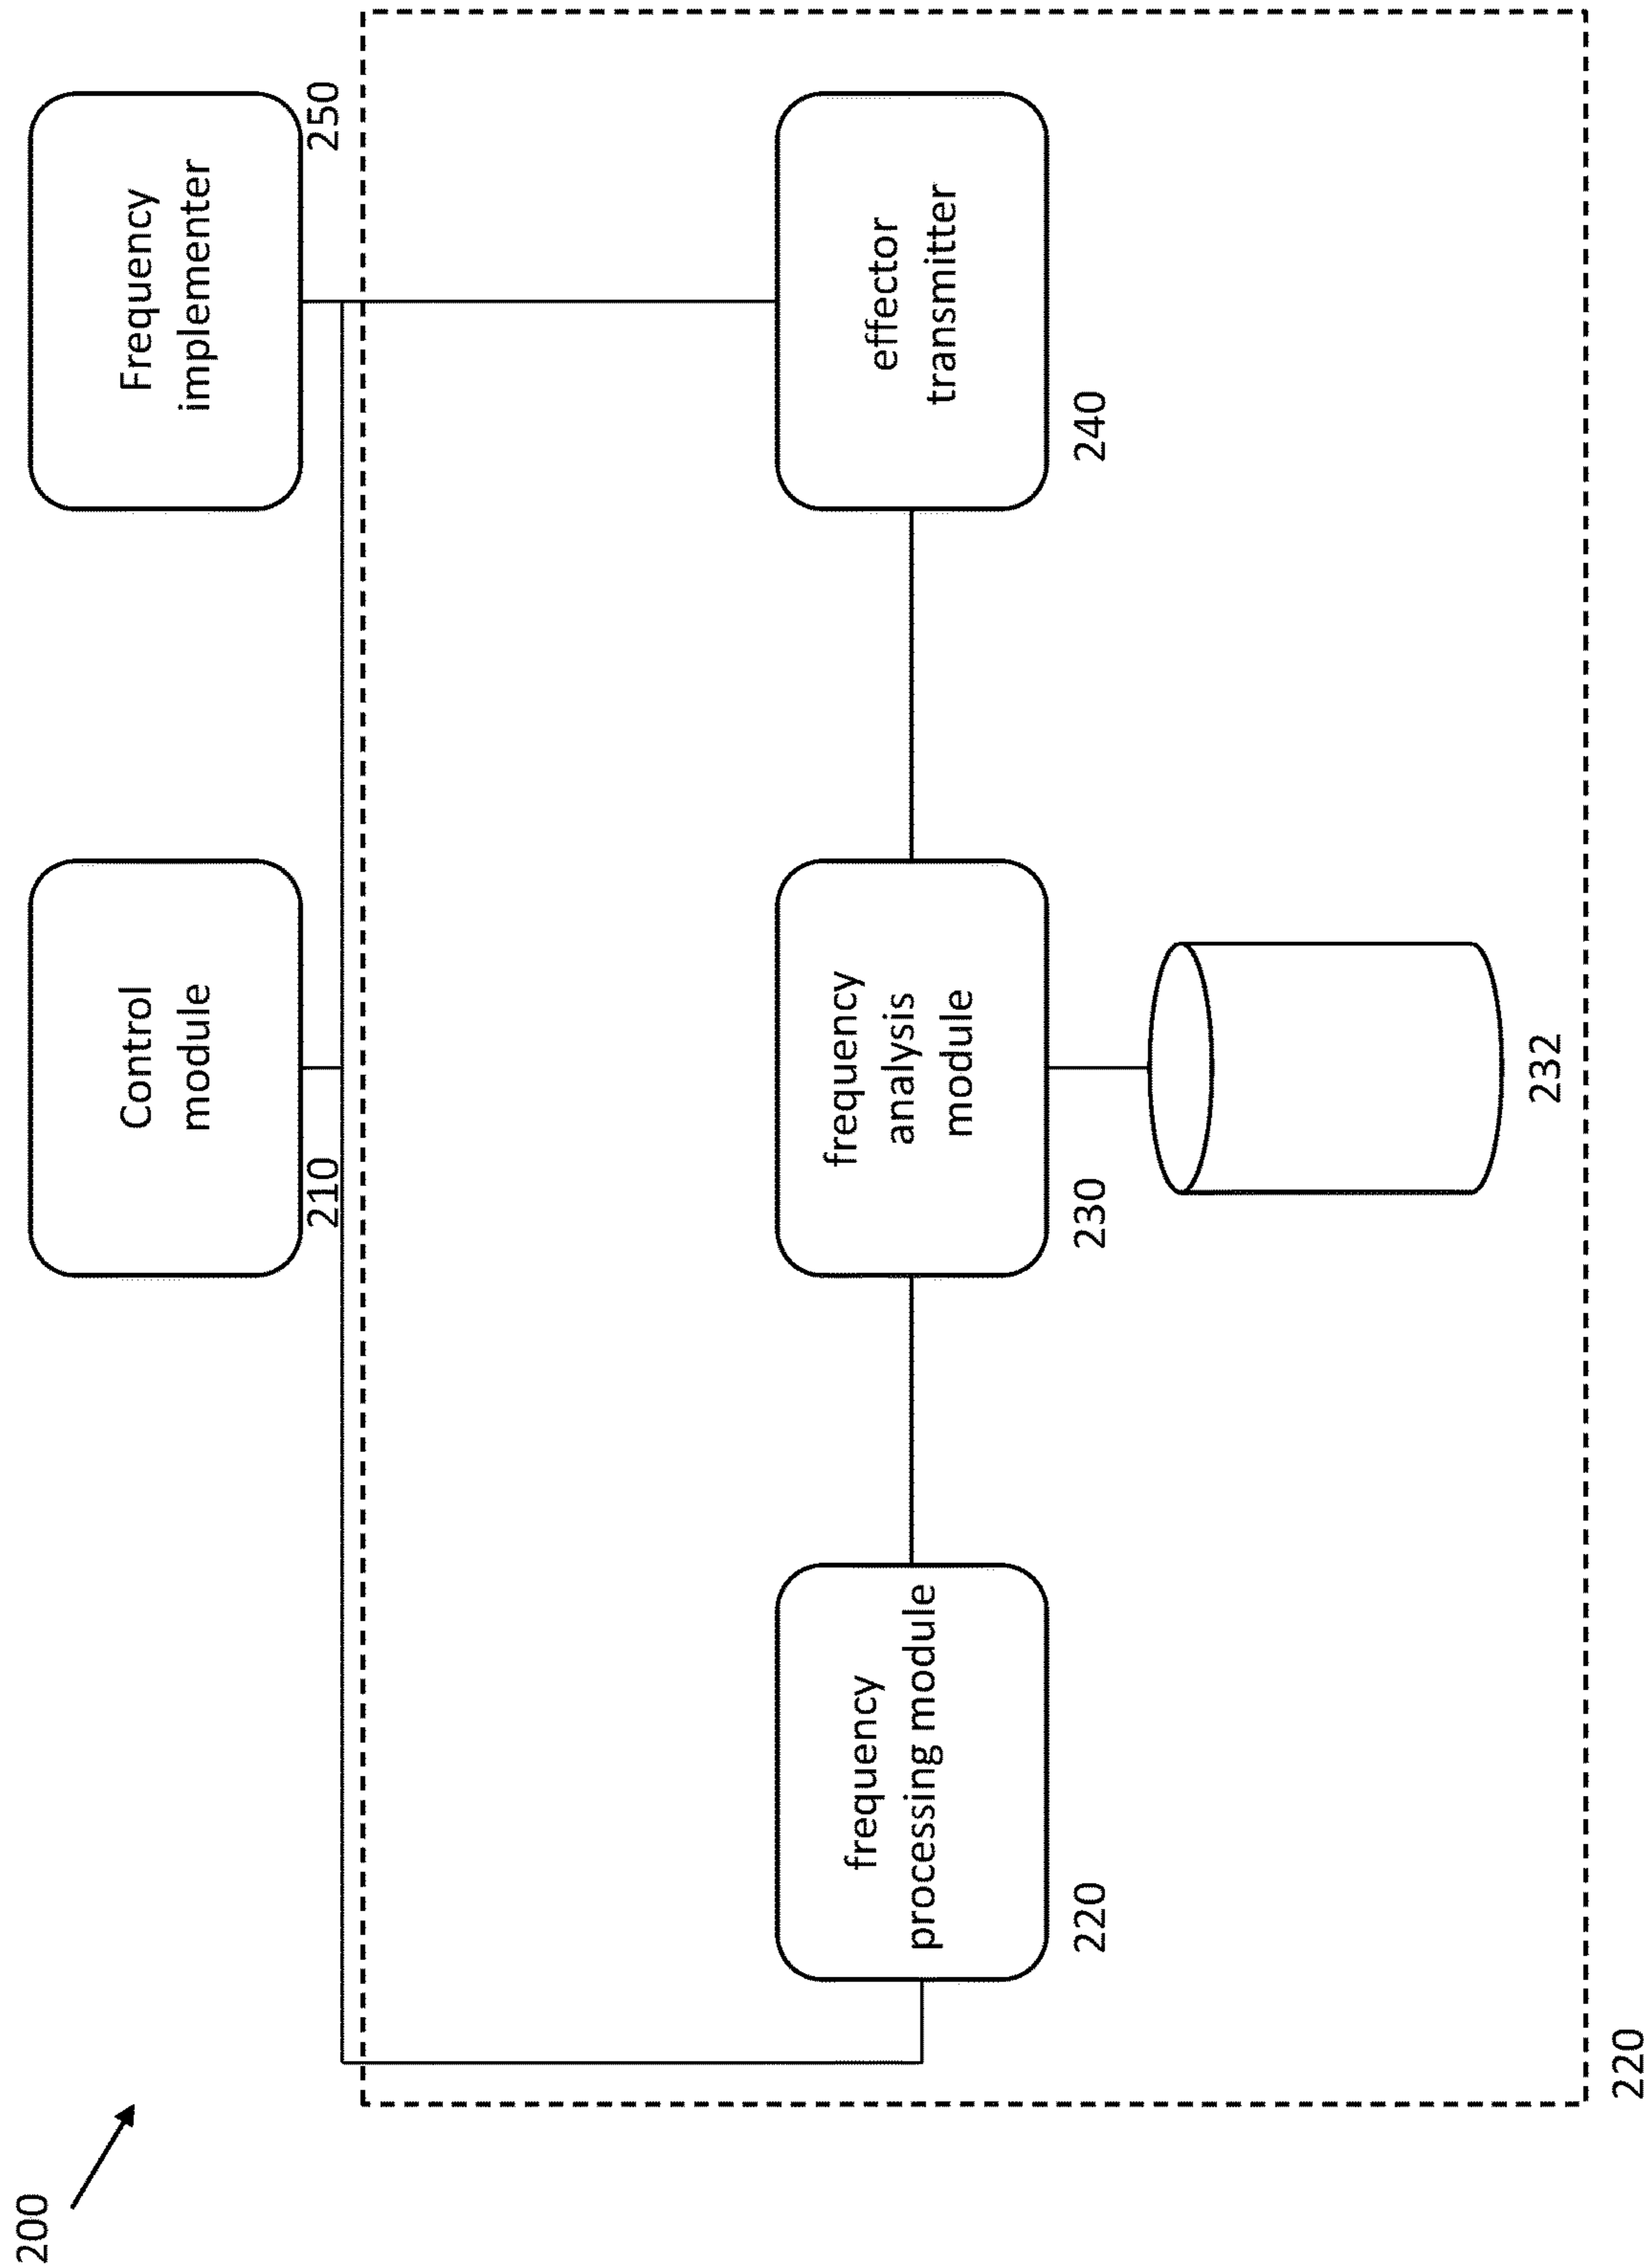 200
Control
module
210
Frequency
implementer
250
frequency
processing module
220
frequency
analysis
module
230
effector
transmitter
240
232
220